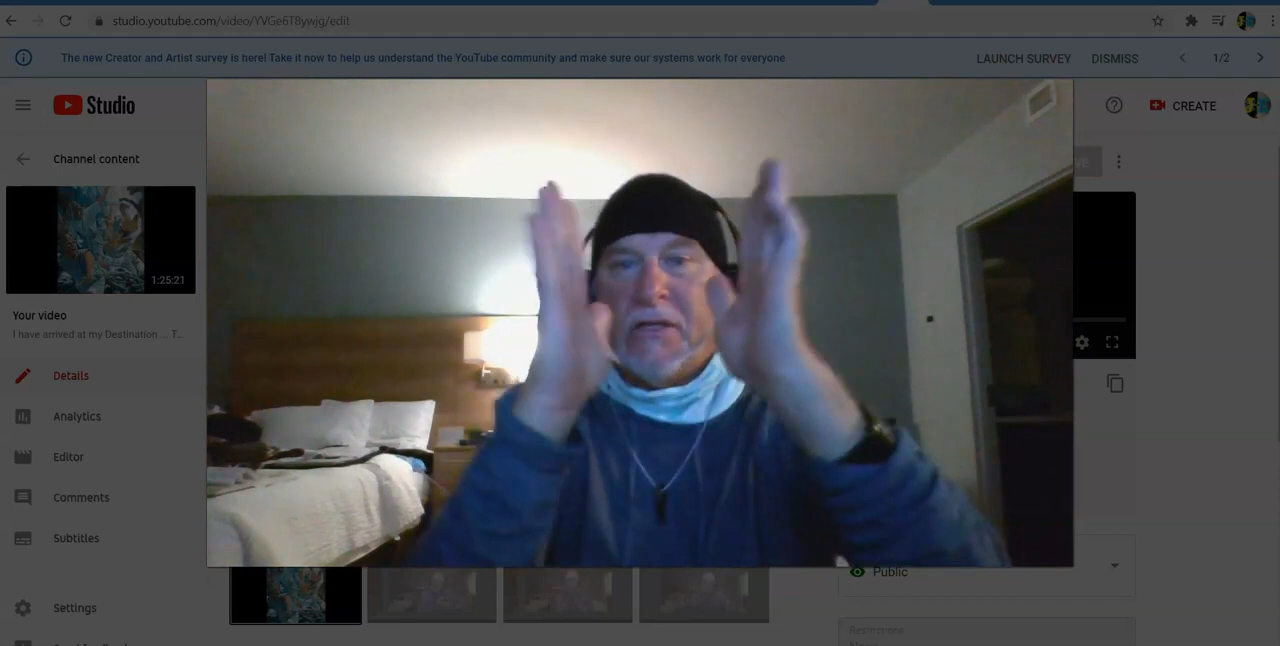 studio.youtube.com/video/YVGe6T8ywjg/edit
The new Creator and Artist survey is here! Take it now to help us understand the YouTube community and make sure our systems work for everyone
LAUNCH SURVEY
DISMISS
1/2
Studio
CREATE
Channel content
1:25:21
Your video
I have arrived at my Destination ... T...
Details
Analytics
Editor
Comments
Subtitles
Public
Settings
Restrictions